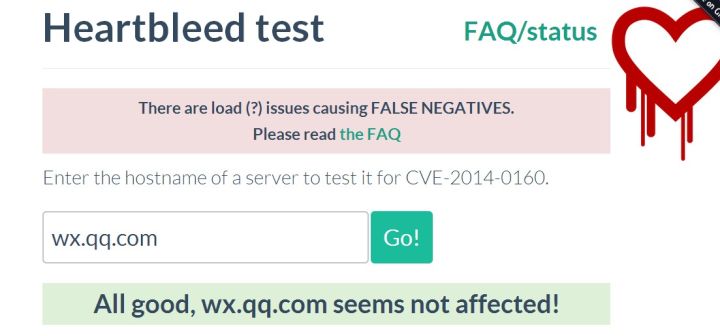 Heartbleed test
FAQ/status
There are load (?) issues causing FALSE NEGATIVES.
Please read the FAQ
Enter the hostname of a server to test it for CVE-2014-0160.
wx.qq.com
Go!
All good, wx.qq.com seems not affected!